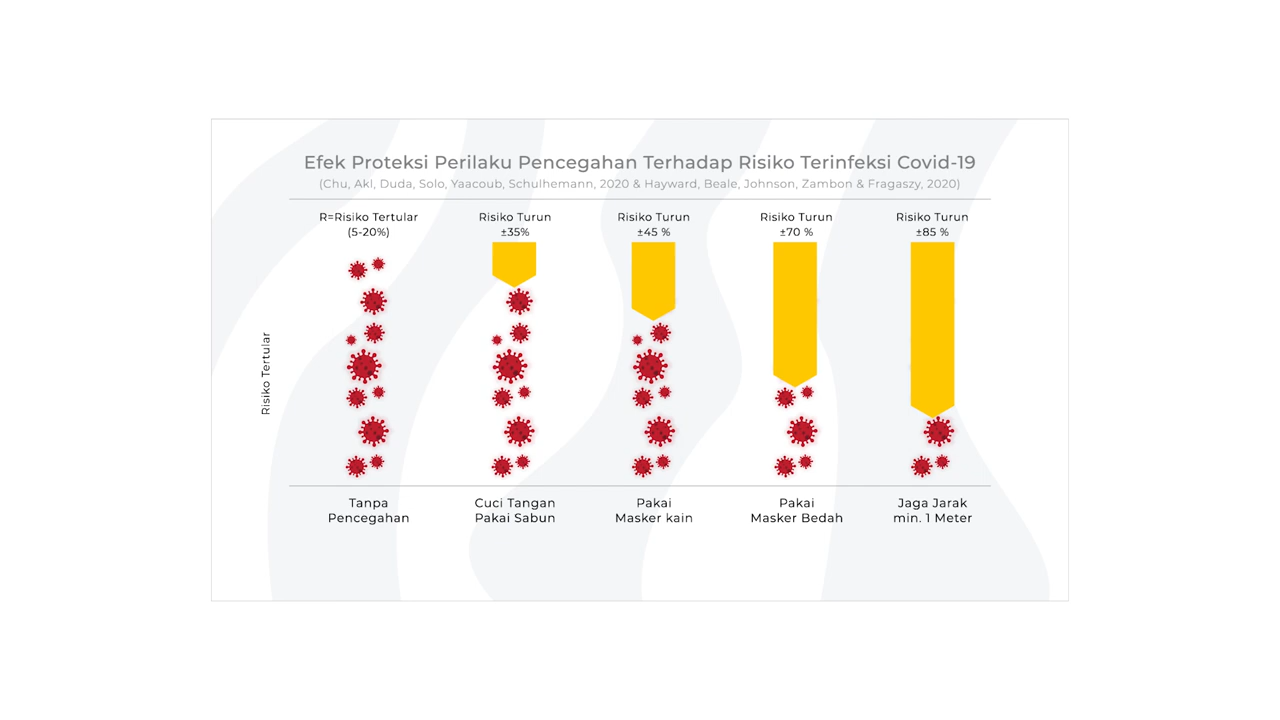 Efek Proteksi Perilaku Pencegahan Terhadap Risiko Terinfeksi Covid-19
(Chu, Akl, Duda, Solo, Yaacoub, Schulhemann, 2020 & Hayward, Beale, Johnson, Zambon & Fragaszy, 2020)
R=Risiko Tertular
(5-20%)
Risiko Turun
±35%
Risiko Turun
±45 %
Risiko Turun
±70 %
Risiko Turun
±85 %
Risiko Tertular
Tanpa
Pencegahan
Cuci Tangan
Pakai Sabun
Pakai
Masker kain
Pakai
Masker Bedah
Jaga Jarak
min. 1 Meter